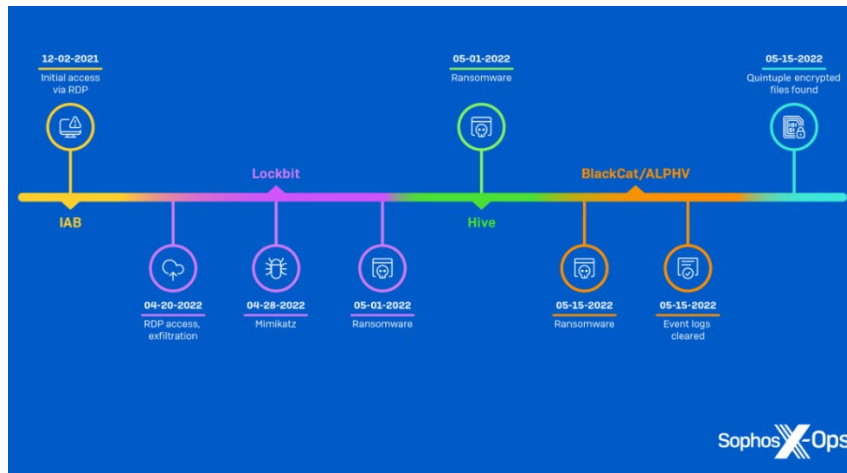 12-02-2021
Initial access
via RDP
05-01-2022
Ransomware
05-15-2022
Quintuple encrypted
files found
Lockbit
BlackCat/ALPHV
IAB
Hive
04-20-2022
RDP access,
exfiltration
04-28-2022
Mimikatz
05-01-2022
Ransomware
05-15-2022
Ransomware
05-15-2022
Event logs
cleared
Sophos X-Ops